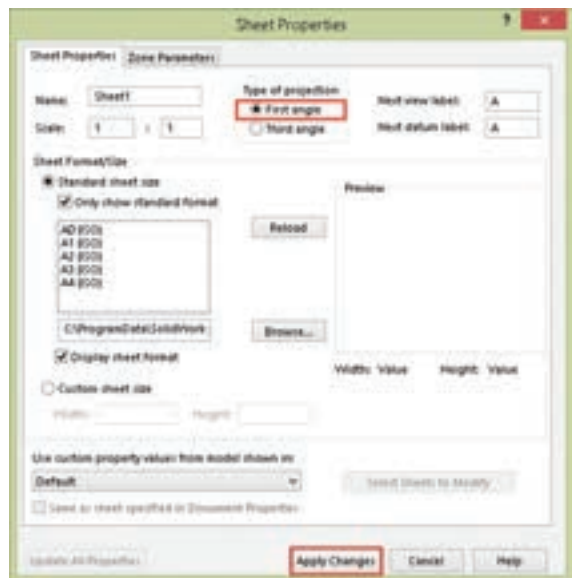 Sheet Properties
Sheet Properties Zone Parameters
Name: Sheet1
Type of projection
First angle
Third angle
Next view label: A
Scale: 1 : 1
Next datum label: A
Sheet Format/Size
Standard sheet size
Only show standard format
A0 (ISO)
A1 (ISO)
A2 (ISO)
A3 (ISO)
A4 (ISO)
Reload
Preview
C:\ProgramData\SolidWork
Browse...
Display sheet format
Width: Value Height: Value
Custom sheet size
Width: Height:
Use custom property values from model shown in:
Default
Select Sheets to Modify
Same as sheet specified in Document Properties
Update All Properties
Apply Changes Cancel Help